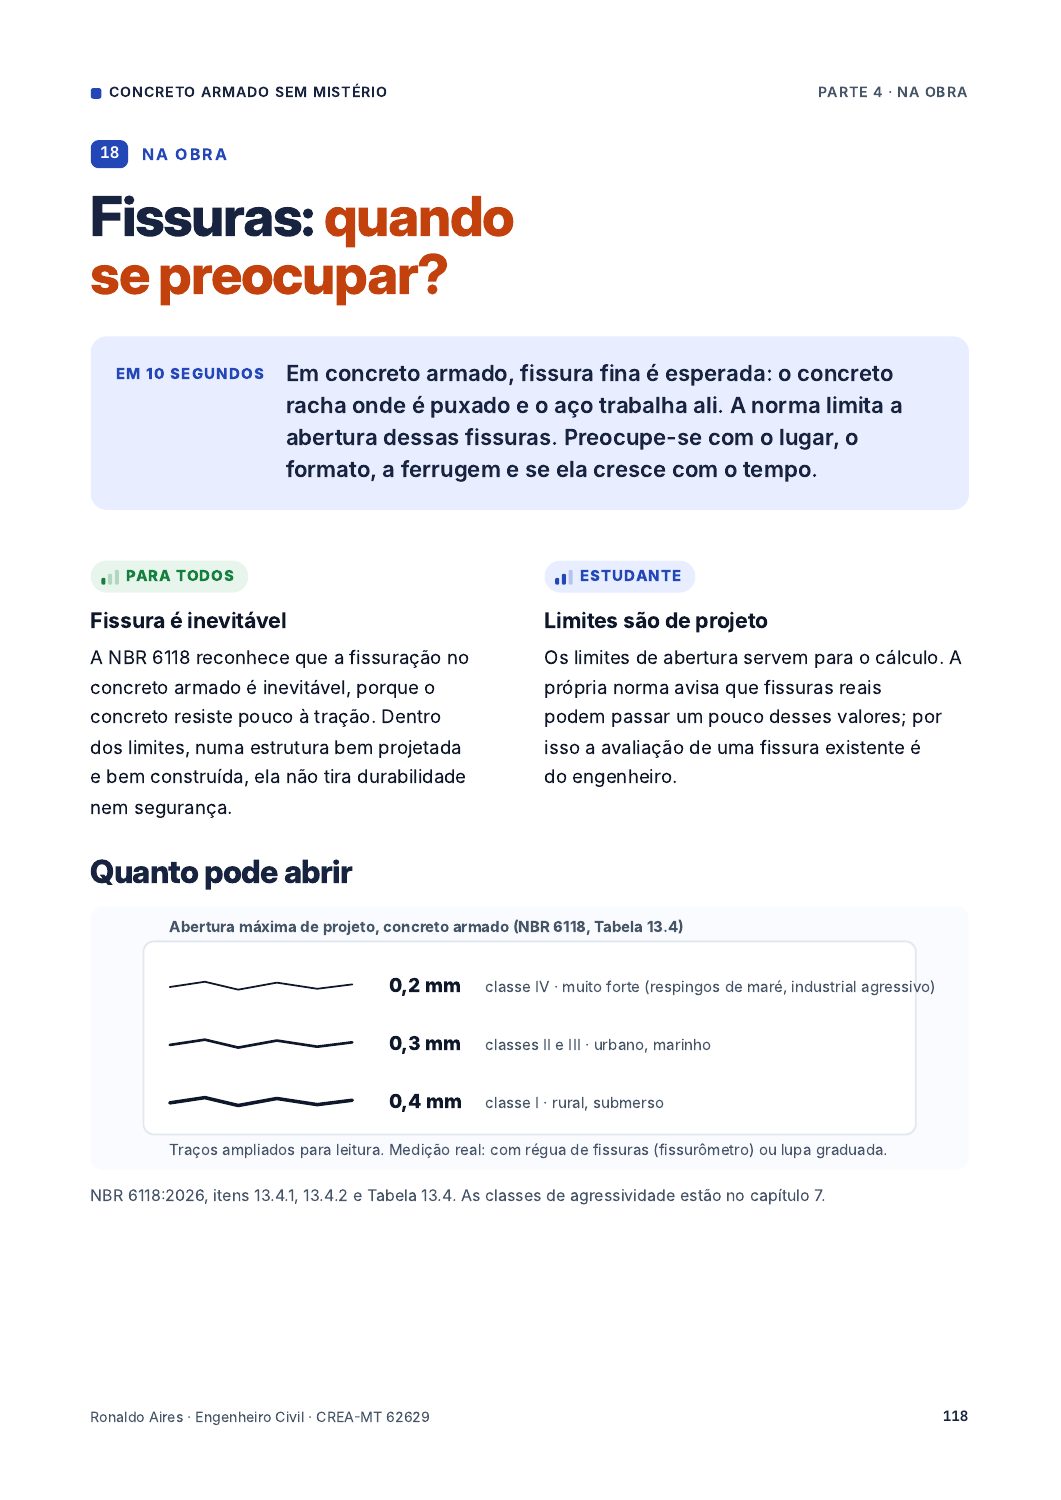 CONCRETO ARMADO SEM MISTÉRIO
PARTE 4 · NA OBRA
18 NA OBRA
Fissuras: quando
se preocupar?
EM 10 SEGUNDOS
Em concreto armado, fissura fina é esperada: o concreto
racha onde é puxado e o aço trabalha ali. A norma limita a
abertura dessas fissuras. Preocupe-se com o lugar, o
formato, a ferrugem e se ela cresce com o tempo.
PARA TODOS
Fissura é inevitável
A NBR 6118 reconhece que a fissuração no
concreto armado é inevitável, porque o
concreto resiste pouco à tração. Dentro
dos limites, numa estrutura bem projetada
e bem construída, ela não tira durabilidade
nem segurança.
ESTUDANTE
Limites são de projeto
Os limites de abertura servem para o cálculo. A
própria norma avisa que fissuras reais
podem passar um pouco desses valores; por
isso a avaliação de uma fissura existente é
do engenheiro.
Quanto pode abrir
Abertura máxima de projeto, concreto armado (NBR 6118, Tabela 13.4)
0,2 mm classe IV · muito forte (respingos de maré, industrial agressivo)
0,3 mm classes II e III · urbano, marinho
0,4 mm classe I · rural, submerso
Traços ampliados para leitura. Medição real: com régua de fissuras (fissurômetro) ou lupa graduada.
NBR 6118:2026, itens 13.4.1, 13.4.2 e Tabela 13.4. As classes de agressividade estão no capítulo 7.
Ronaldo Aires · Engenheiro Civil · CREA-MT 62629
118